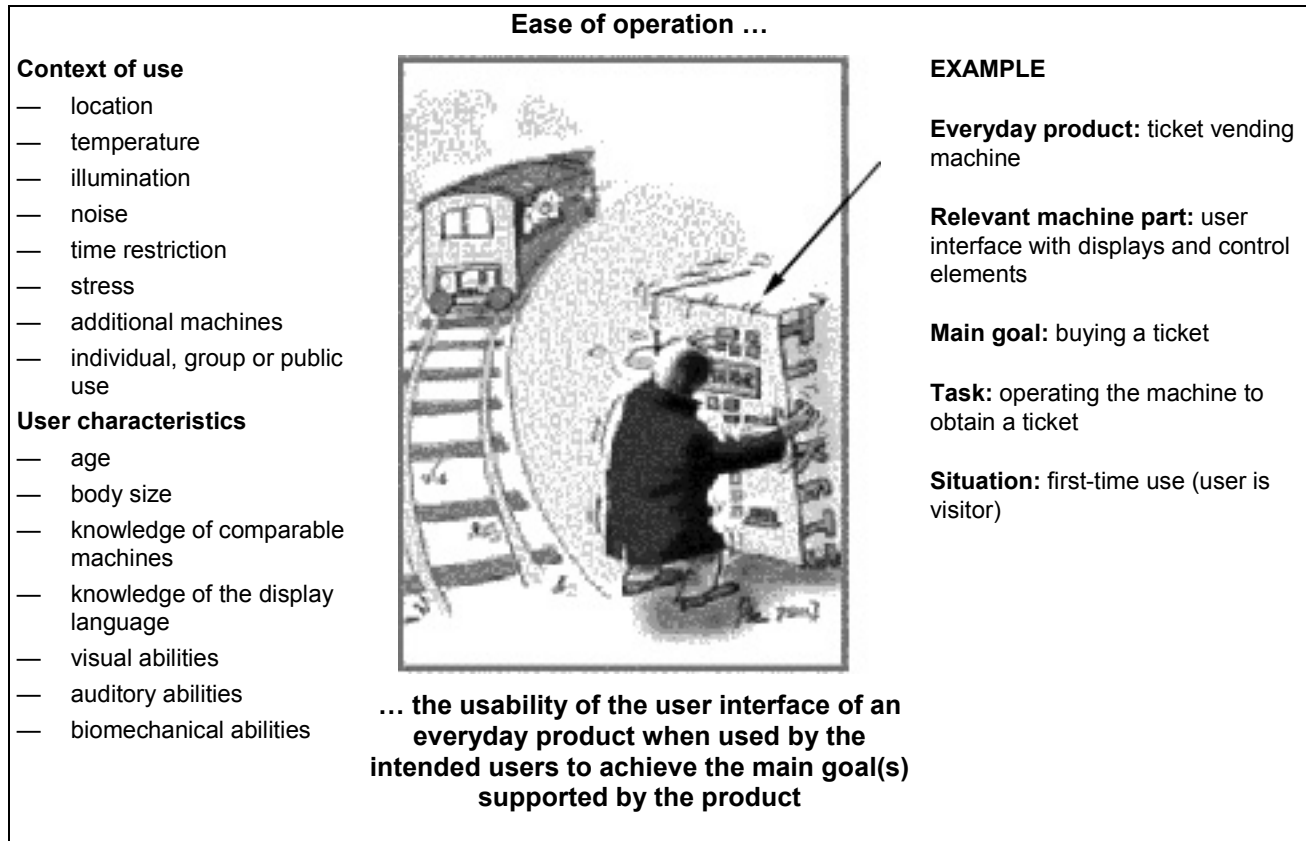 Ease of operation …
Context of use
— location
— temperature
— illumination
— noise
— time restriction
— stress
— additional machines
— individual, group or public
use
User characteristics
— age
— body size
— knowledge of comparable
machines
— knowledge of the display
language
— visual abilities
— auditory abilities
— biomechanical abilities
TICKETS
… the usability of the user interface of an
everyday product when used by the
intended users to achieve the main goal(s)
supported by the product
EXAMPLE
Everyday product: ticket vending
machine
Relevant machine part: user
interface with displays and control
elements
Main goal: buying a ticket
Task: operating the machine to
obtain a ticket
Situation: first-time use (user is
visitor)